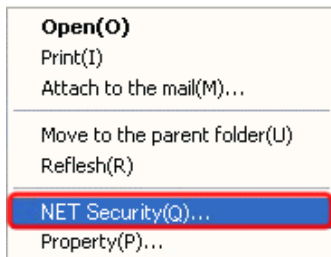 Open(O)
Print(I)
Attach to the mail(M)...
Move to the parent folder(U)
Reflesh(R)
NET Security(Q)...
Property(P)...